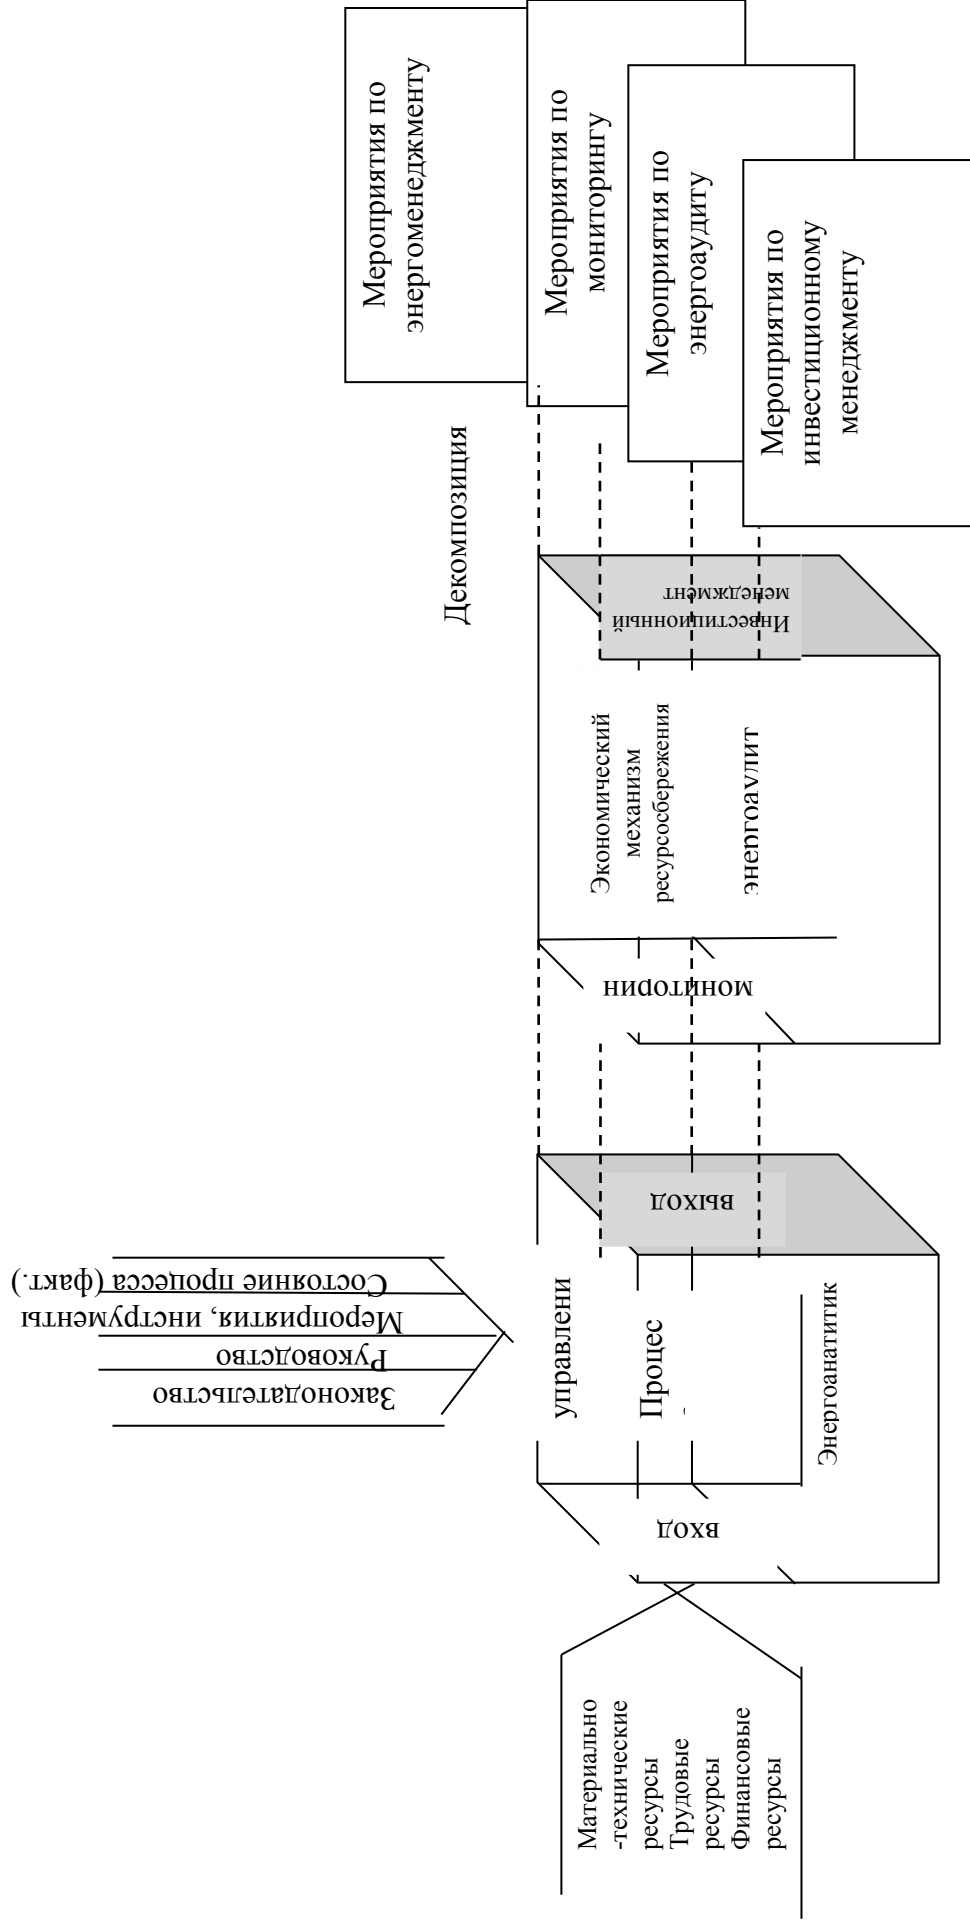 Законодательство
Руководство
Мероприятия, инструменты
Состояние процесса (факт.)
Декомпозиция
Материально
-технические
ресурсы
Трудовые
ресурсы
Финансовые
ресурсы
вход
управлени
Процес
Энергоанатитик
выход
мониторин
Экономический
механизм
ресурсосбережения
энергоаудит
Инвестиционный
менеджмент
Мероприятия по
энергоменеджменту
Мероприятия по
мониторингу
Мероприятия по
энергоаудиту
Мероприятия по
инвестиционному
менеджменту